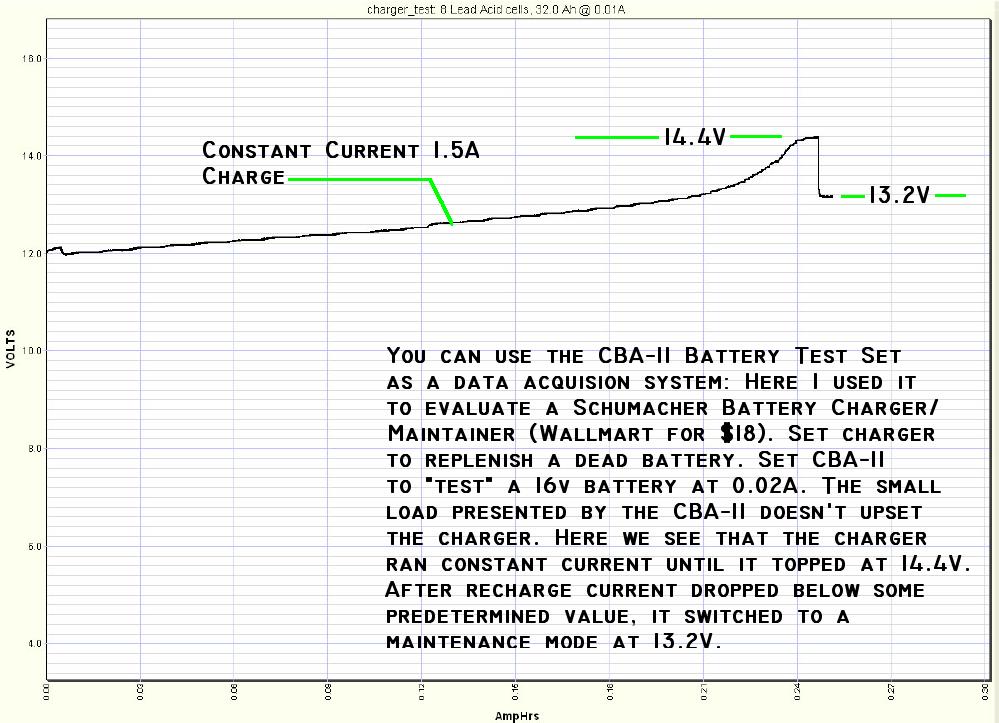 charger_test: 8 Lead Acid cells, 32.0 Ah @ 0.01A
16.0
14.0
12.0
10.0
8.0
6.0
4.0
VOLTS
CONSTANT CURRENT 1.5A
CHARGE
14.4V
13.2V
YOU CAN USE THE CBA-II BATTERY TEST SET
AS A DATA ACQUISION SYSTEM: HERE I USED IT
TO EVALUATE A SCHUMACHER BATTERY CHARGER/
MAINTAINER (WALLMART FOR $18). SET CHARGER
TO REPLENISH A DEAD BATTERY. SET CBA-II
TO "TEST" A 16V BATTERY AT 0.02A. THE SMALL
LOAD PRESENTED BY THE CBA-II DOESN'T UPSET
THE CHARGER. HERE WE SEE THAT THE CHARGER
RAN CONSTANT CURRENT UNTIL IT TOPPED AT 14.4V.
AFTER RECHARGE CURRENT DROPPED BELOW SOME
PREDETERMINED VALUE, IT SWITCHED TO A
MAINTENANCE MODE AT 13.2V.
0.00 0.03 0.06 0.09 0.12 0.15 0.18 0.21 0.24 0.27 0.30
AmpHrs